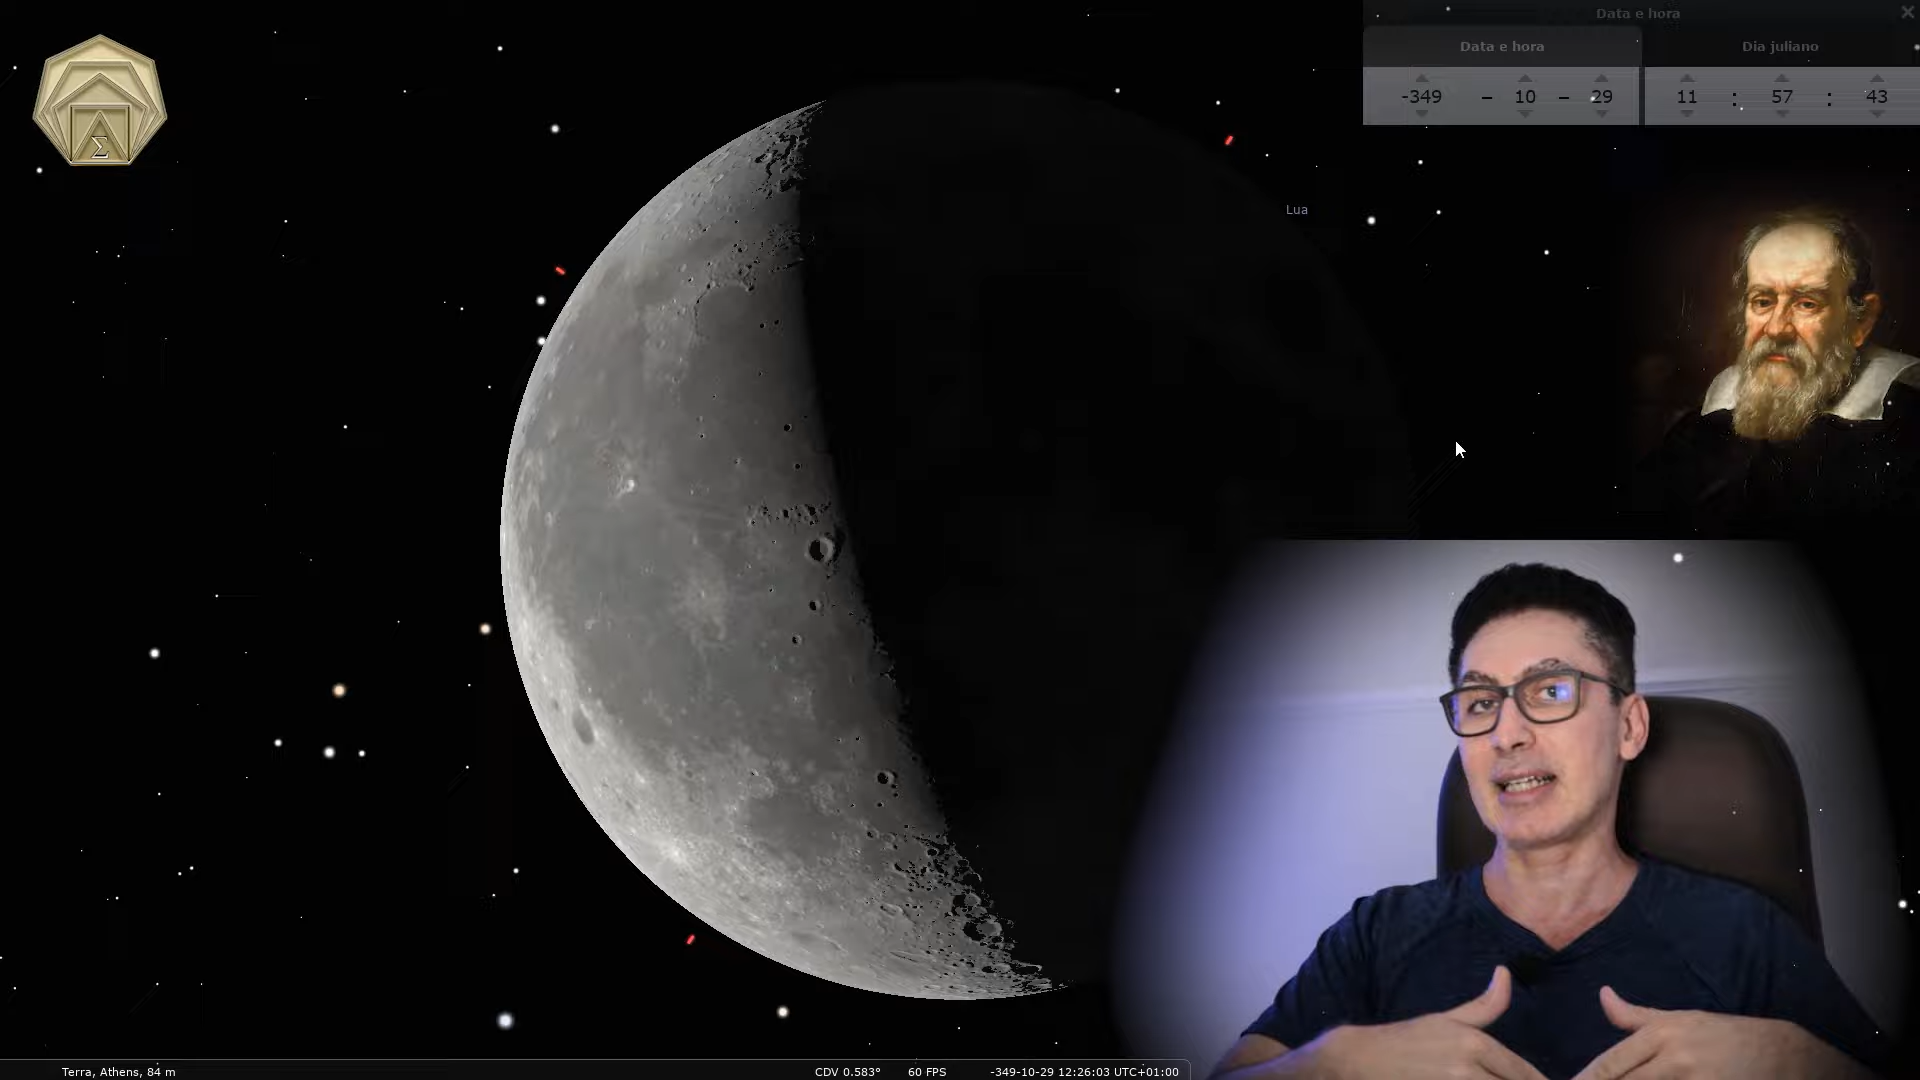 Data e hora
Data e hora
Dia juliano
-349 – 10 – 29
11 : 57 : 43
Σ
Lua
Terra, Athens, 84 m
CDV 0.583°
60 FPS
-349-10-29 12:26:03 UTC+01:00